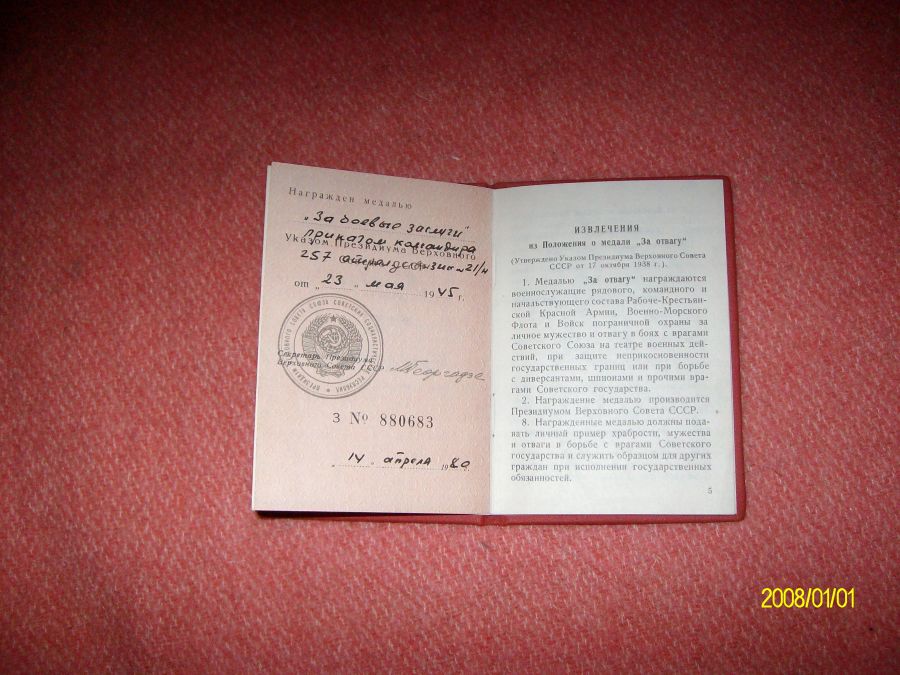 Награжден медалью
„За боевые заслуги"
приказом командира
Указом Президиума Верховного
257
от „ 23 " мая 1945 г.
Секретарь Президиума
Верховного Совета СССР
М Георгадзе
З № 880683
„ 14 " апреля 1980
ИЗВЛЕЧЕНИЯ
из Положения о медали „За отвагу"
(Утверждено Указом Президиума Верховного Совета
СССР от 17 октября 1938 г.).
1. Медалью „За отвагу" награждаются
военнослужащие рядового, командного и
начальствующего состава Рабоче-Крестьян-
ской Красной Армии, Военно-Морского
Флота и Войск пограничной охраны за
личное мужество и отвагу в боях с врагами
Советского Союза на театре военных дей-
ствий, при защите неприкосновенности
государственных границ или при борьбе
с диверсантами, шпионами и прочими вра-
гами Советского государства.
2. Награждение медалью производится
Президиумом Верховного Совета СССР.
8. Награжденные медалью должны пода-
вать личный пример храбрости, мужества
и отваги в борьбе с врагами Советского
государства и служить образцом для других
граждан при исполнении государственных
обязанностей.
5
2008/01/01